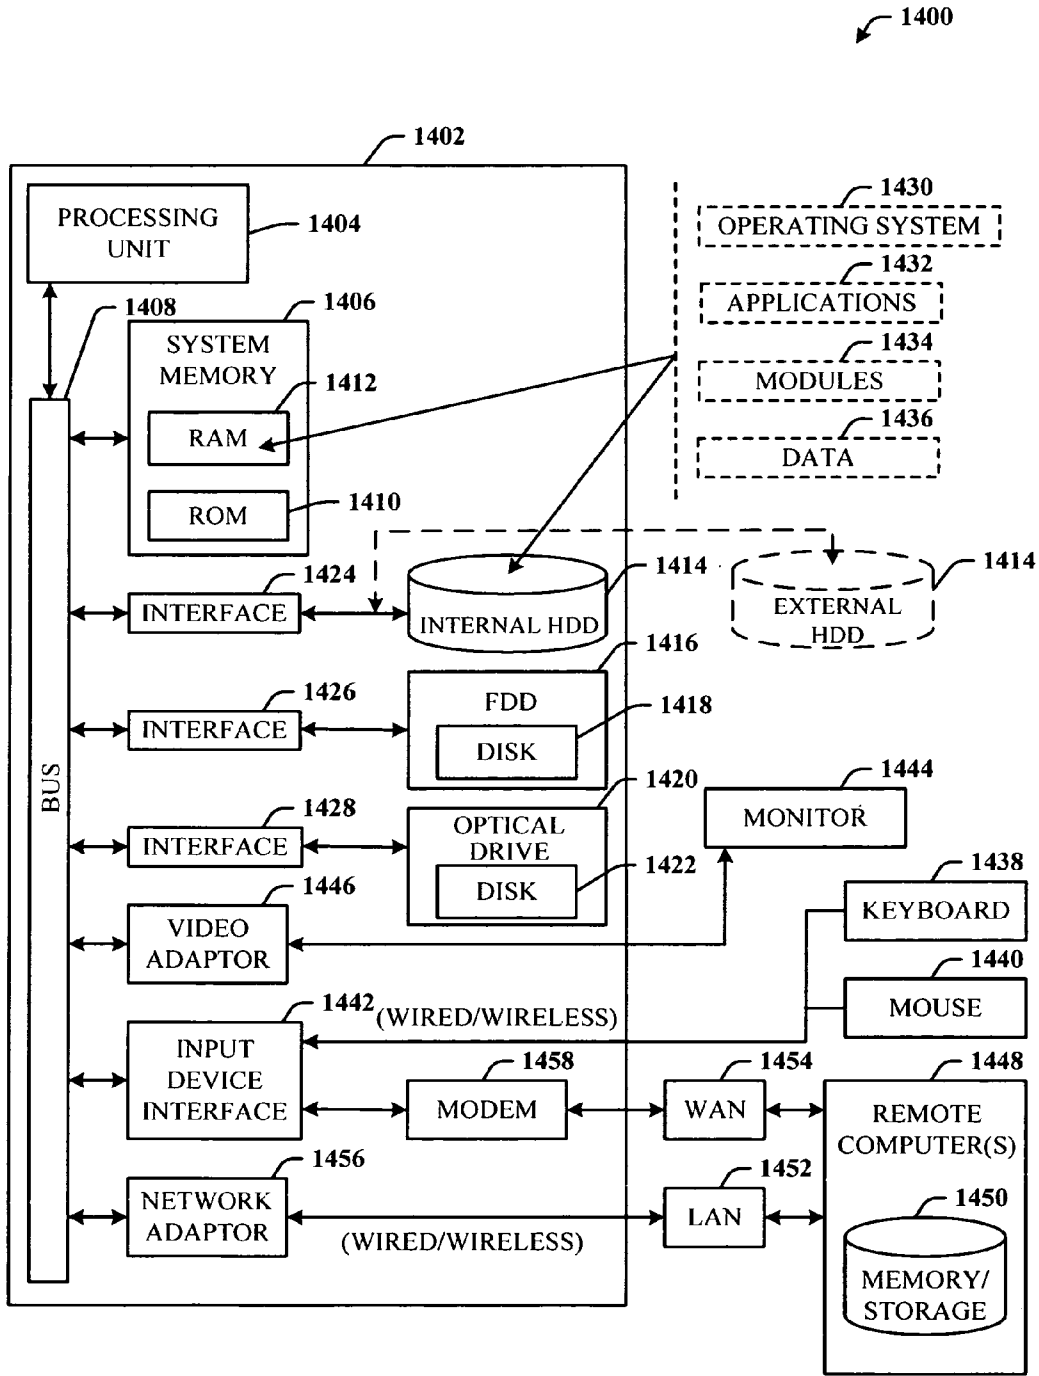 1400
1402
PROCESSING
UNIT
1404
1408
1406
SYSTEM
MEMORY
1412
RAM
1410
ROM
1430
OPERATING SYSTEM
1432
APPLICATIONS
1434
MODULES
1436
DATA
1424
INTERFACE
1414
INTERNAL HDD
1414
EXTERNAL
HDD
1416
FDD
1426
INTERFACE
1418
DISK
BUS
1420
OPTICAL
DRIVE
1428
INTERFACE
1422
DISK
1444
MONITOR
1446
VIDEO
ADAPTOR
1438
KEYBOARD
1440
MOUSE
1442
(WIRED/WIRELESS)
INPUT
DEVICE
INTERFACE
1458
MODEM
1454
WAN
1448
REMOTE
COMPUTER(S)
1456
NETWORK
ADAPTOR
(WIRED/WIRELESS)
1452
LAN
1450
MEMORY/
STORAGE